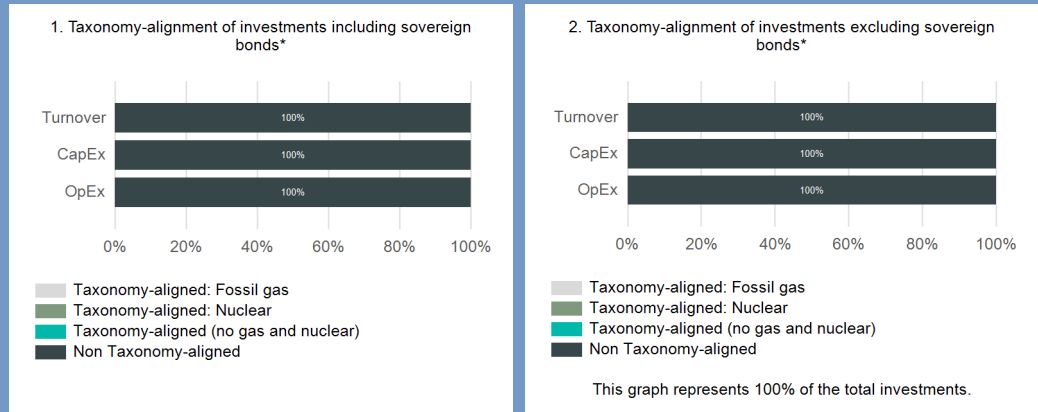 1. Taxonomy-alignment of investments including sovereign
bonds*
Turnover
100%
CapEx
100%
OpEx
100%
0% 20% 40% 60% 80% 100%
Taxonomy-aligned: Fossil gas
Taxonomy-aligned: Nuclear
Taxonomy-aligned (no gas and nuclear)
Non Taxonomy-aligned
2. Taxonomy-alignment of investments excluding sovereign
bonds*
Turnover
100%
CapEx
100%
OpEx
100%
0% 20% 40% 60% 80% 100%
Taxonomy-aligned: Fossil gas
Taxonomy-aligned: Nuclear
Taxonomy-aligned (no gas and nuclear)
Non Taxonomy-aligned
This graph represents 100% of the total investments.